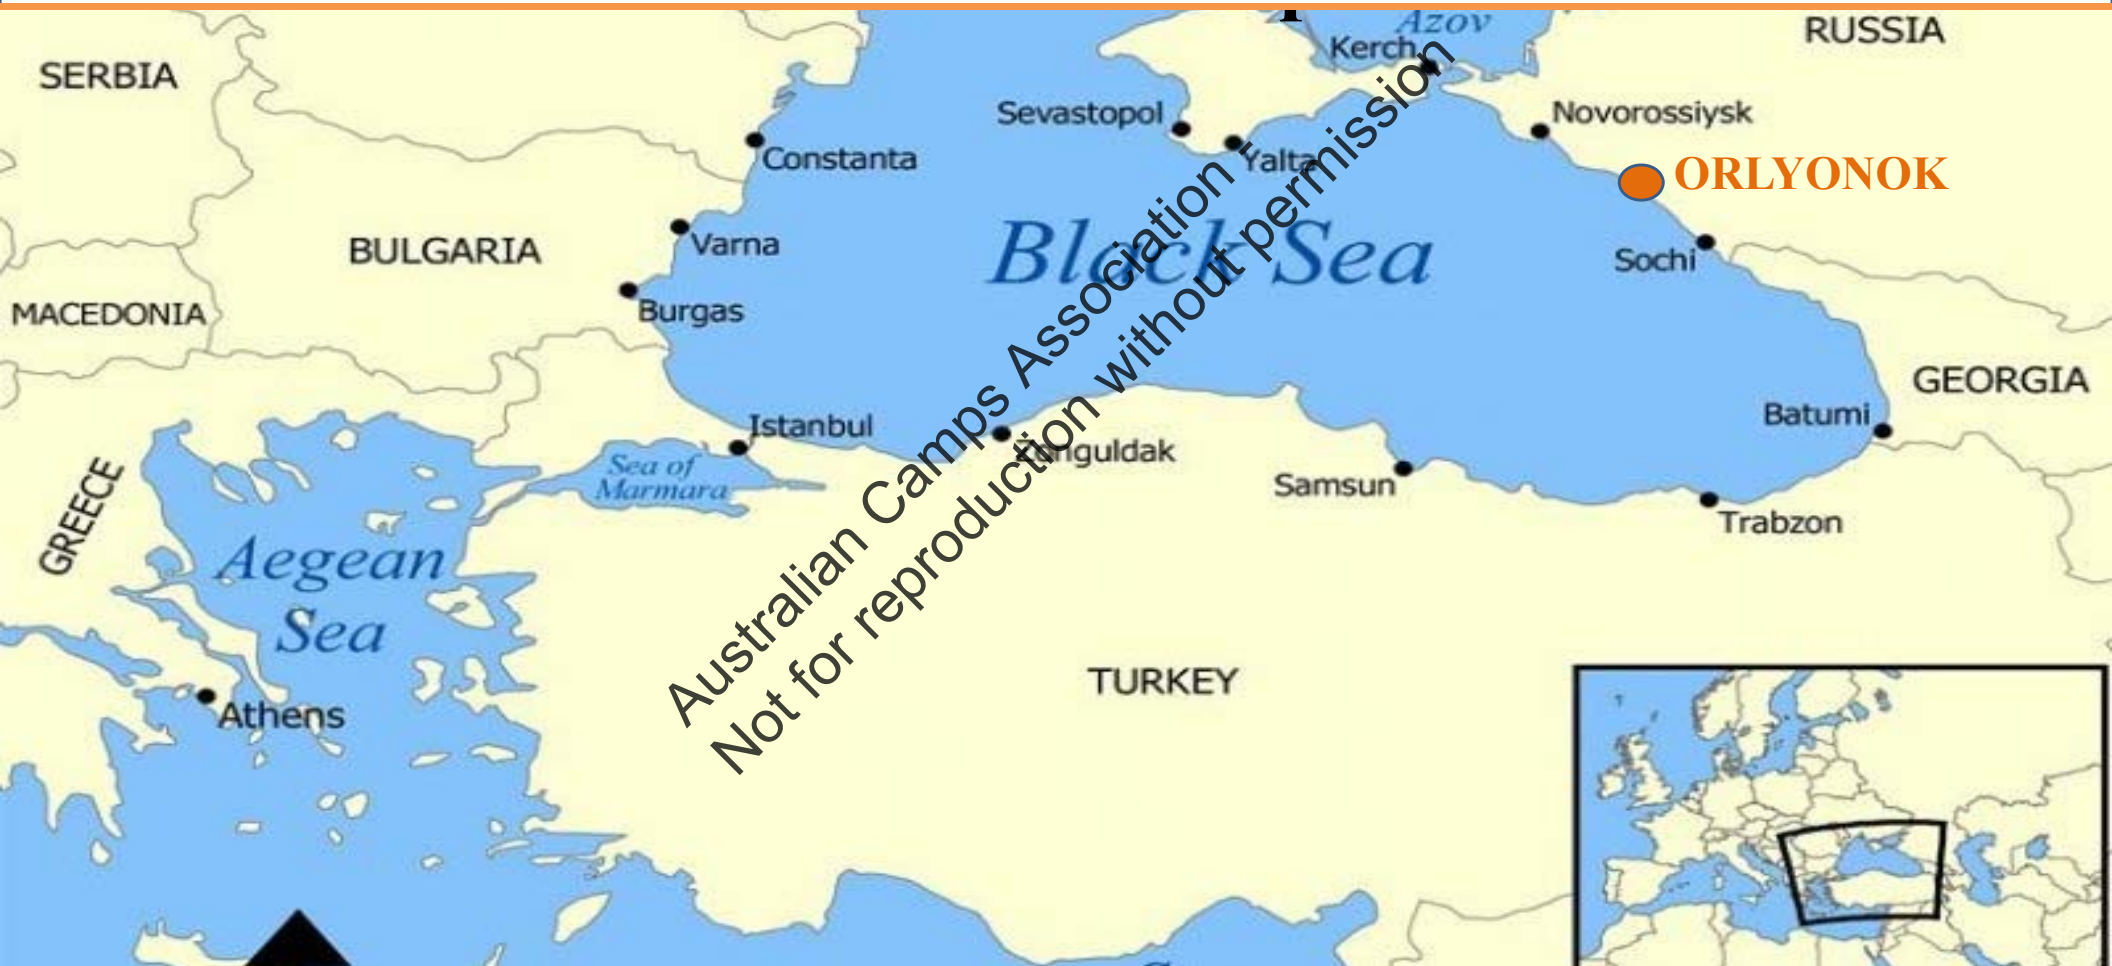 Azov
RUSSIA
Kerch
SERBIA
Sevastopol
Novorossiysk
Constanta
Yalta
ORLYONOK
BULGARIA
Varna
Black Sea
Sochi
MACEDONIA
Burgas
GEORGIA
Batumi
Istanbul
Zonguldak
Sea of
Marmara
Samsun
GREECE
Trabzon
Aegean
Sea
TURKEY
Athens
Australian Camps Association -
Not for reproduction without permission